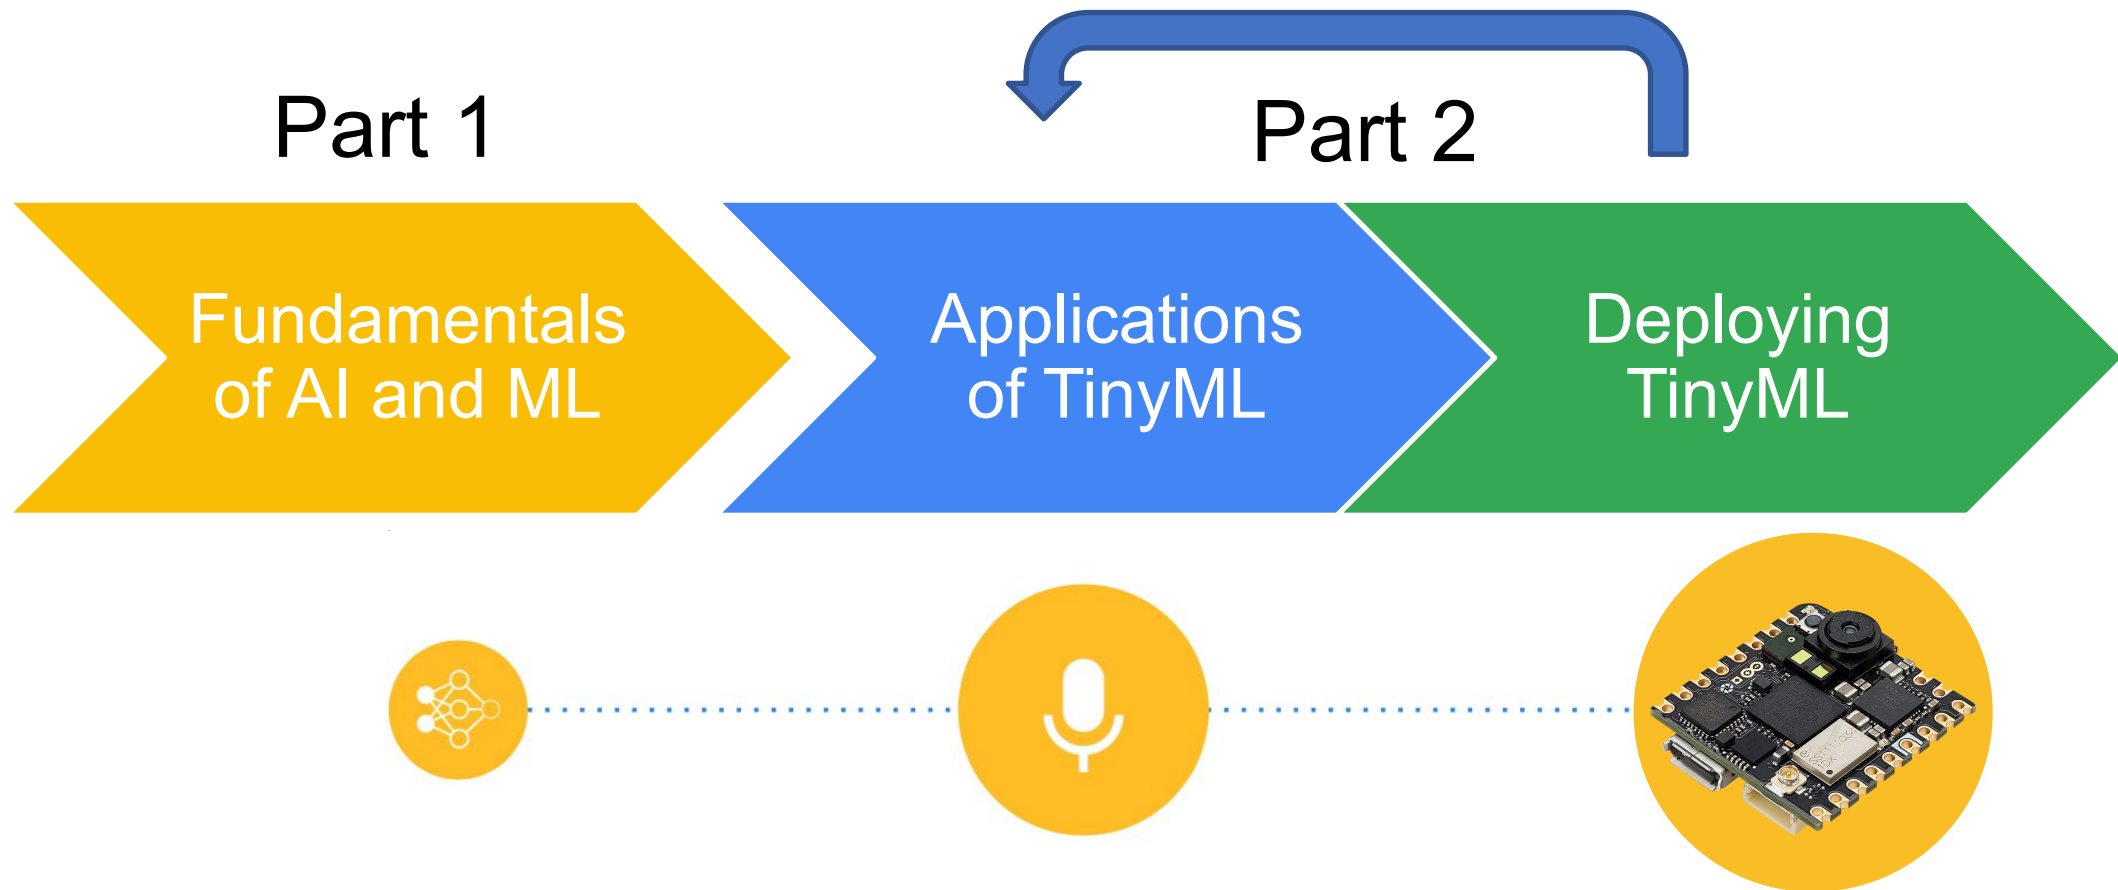 Part 1
Part 2
Fundamentals
of AI and ML
Applications
of TinyML
Deploying
TinyML